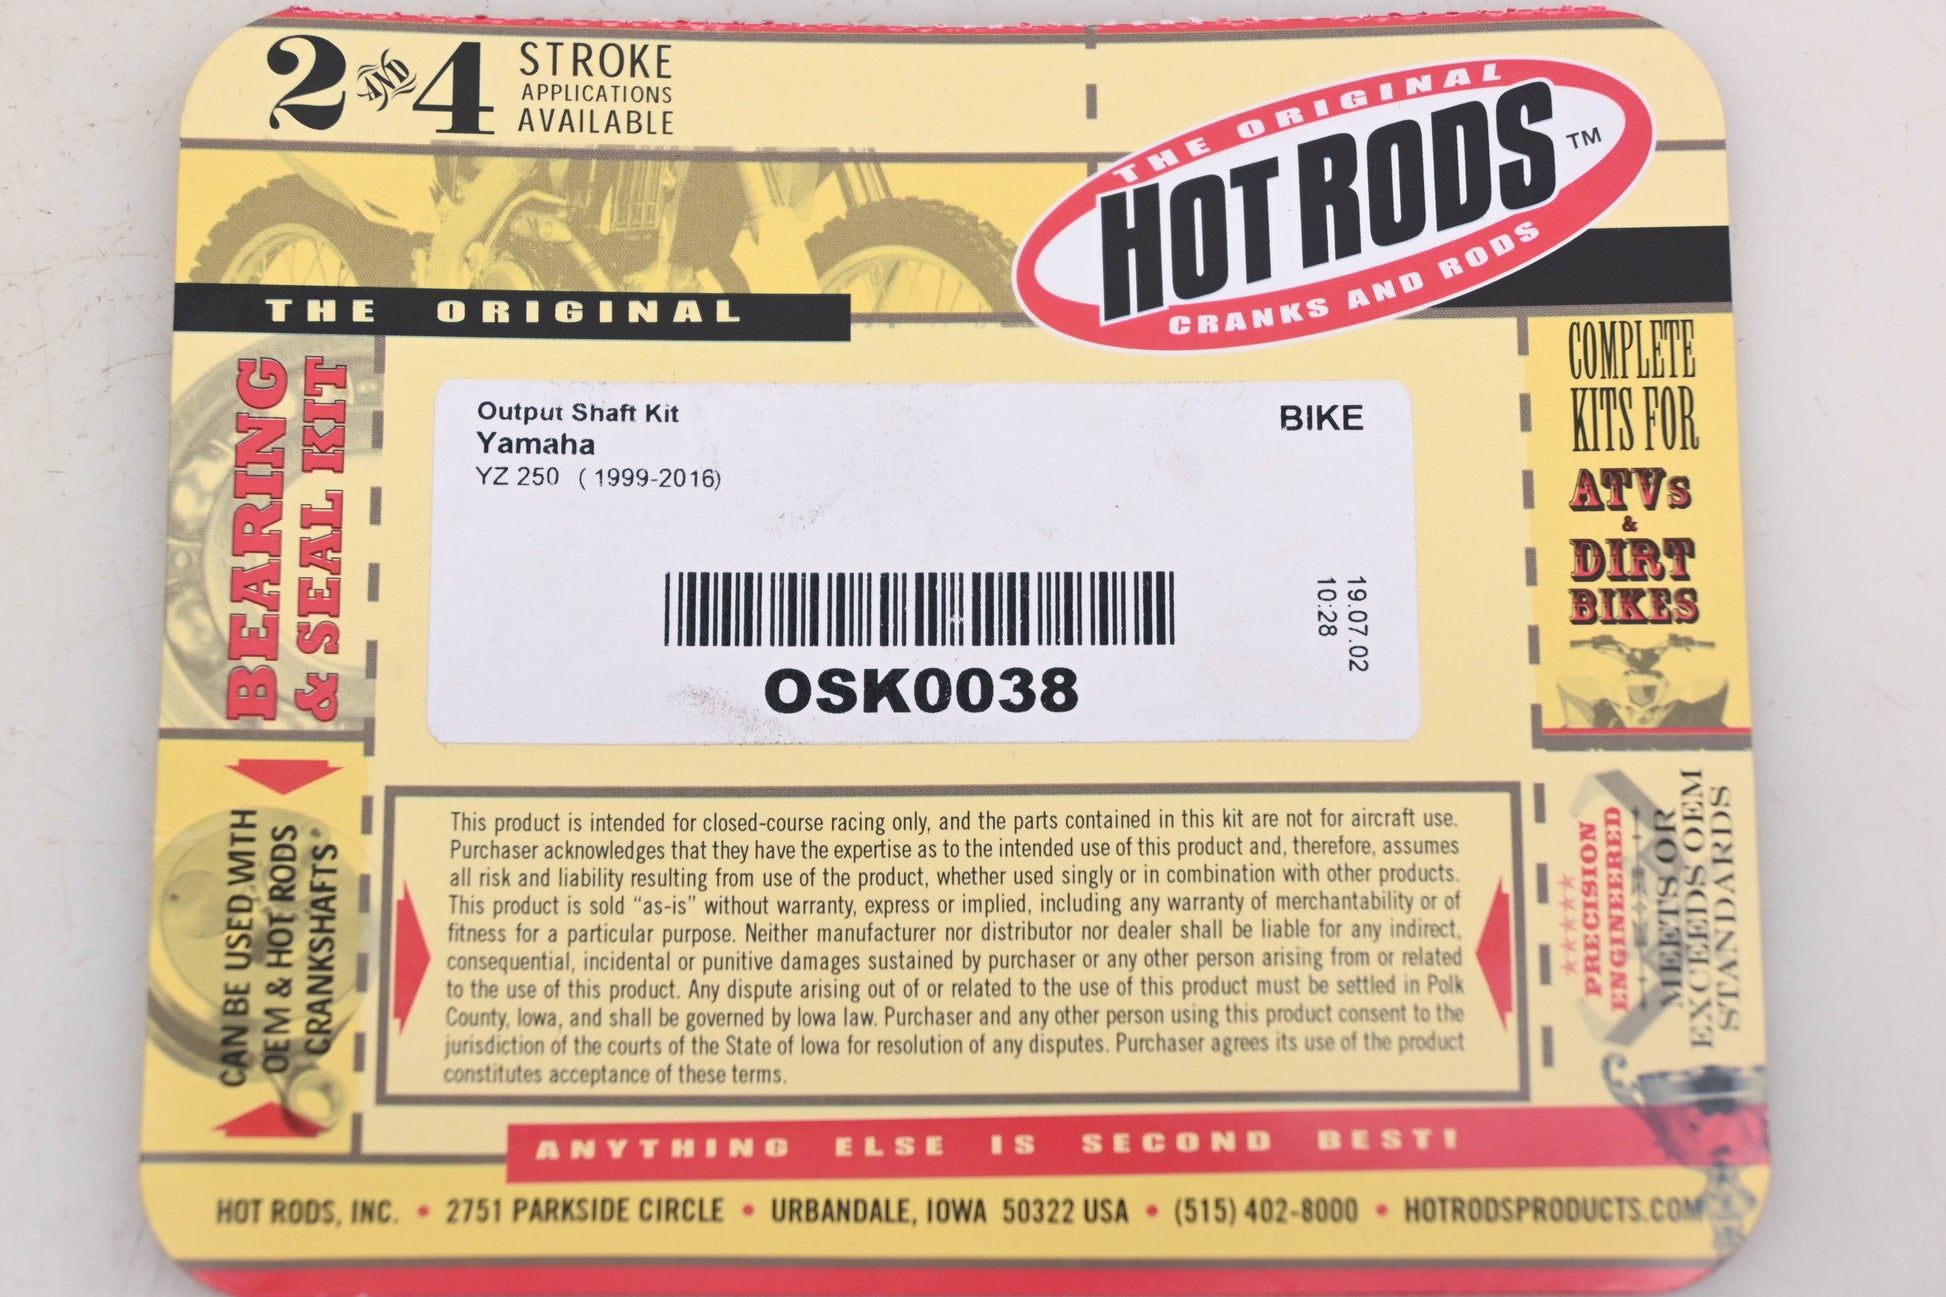 2 AND 4
STROKE
APPLICATIONS
AVAILABLE
THE ORIGINAL
HOT RODS™
CRANKS AND RODS
THE ORIGINAL
BEARING
& SEAL KIT
Output Shaft Kit
Yamaha
YZ 250 ( 1999-2016)
BIKE
19.07.02
10:28
OSK0038
COMPLETE
KITS FOR
ATVs
&
DIRT
BIKES
CAN BE USED WITH
OEM & HOT RODS
CRANKSHAFTS®
This product is intended for closed-course racing only, and the parts contained in this kit are not for aircraft use.
Purchaser acknowledges that they have the expertise as to the intended use of this product and, therefore, assumes
all risk and liability resulting from use of the product, whether used singly or in combination with other products.
This product is sold “as-is” without warranty, express or implied, including any warranty of merchantability or of
fitness for a particular purpose. Neither manufacturer nor distributor nor dealer shall be liable for any indirect,
consequential, incidental or punitive damages sustained by purchaser or any other person arising from or related
to the use of this product. Any dispute arising out of or related to the use of this product must be settled in Polk
County, Iowa, and shall be governed by Iowa law. Purchaser and any other person using this product consent to the
jurisdiction of the courts of the State of Iowa for resolution of any disputes. Purchaser agrees its use of the product
constitutes acceptance of these terms.
PRECISION
ENGINEERED
MEETS OR
EXCEEDS OEM
STANDARDS
ANYTHING ELSE IS SECOND BEST!
HOT RODS, INC. • 2751 PARKSIDE CIRCLE • URBANDALE, IOWA 50322 USA • (515) 402-8000 • HOTRODSPRODUCTS.COM